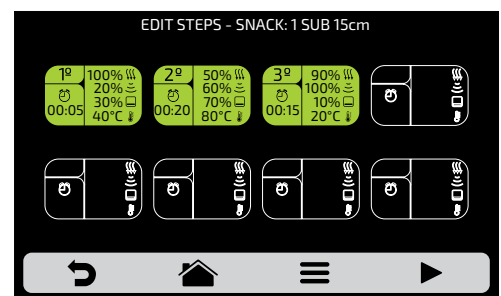 EDIT STEPS - SNACK: 1 SUB 15cm
1º 100%
20%
00:05 30%
40°C
2º 50%
60%
00:20 70%
80°C
3º 90%
100%
00:15 10%
20°C